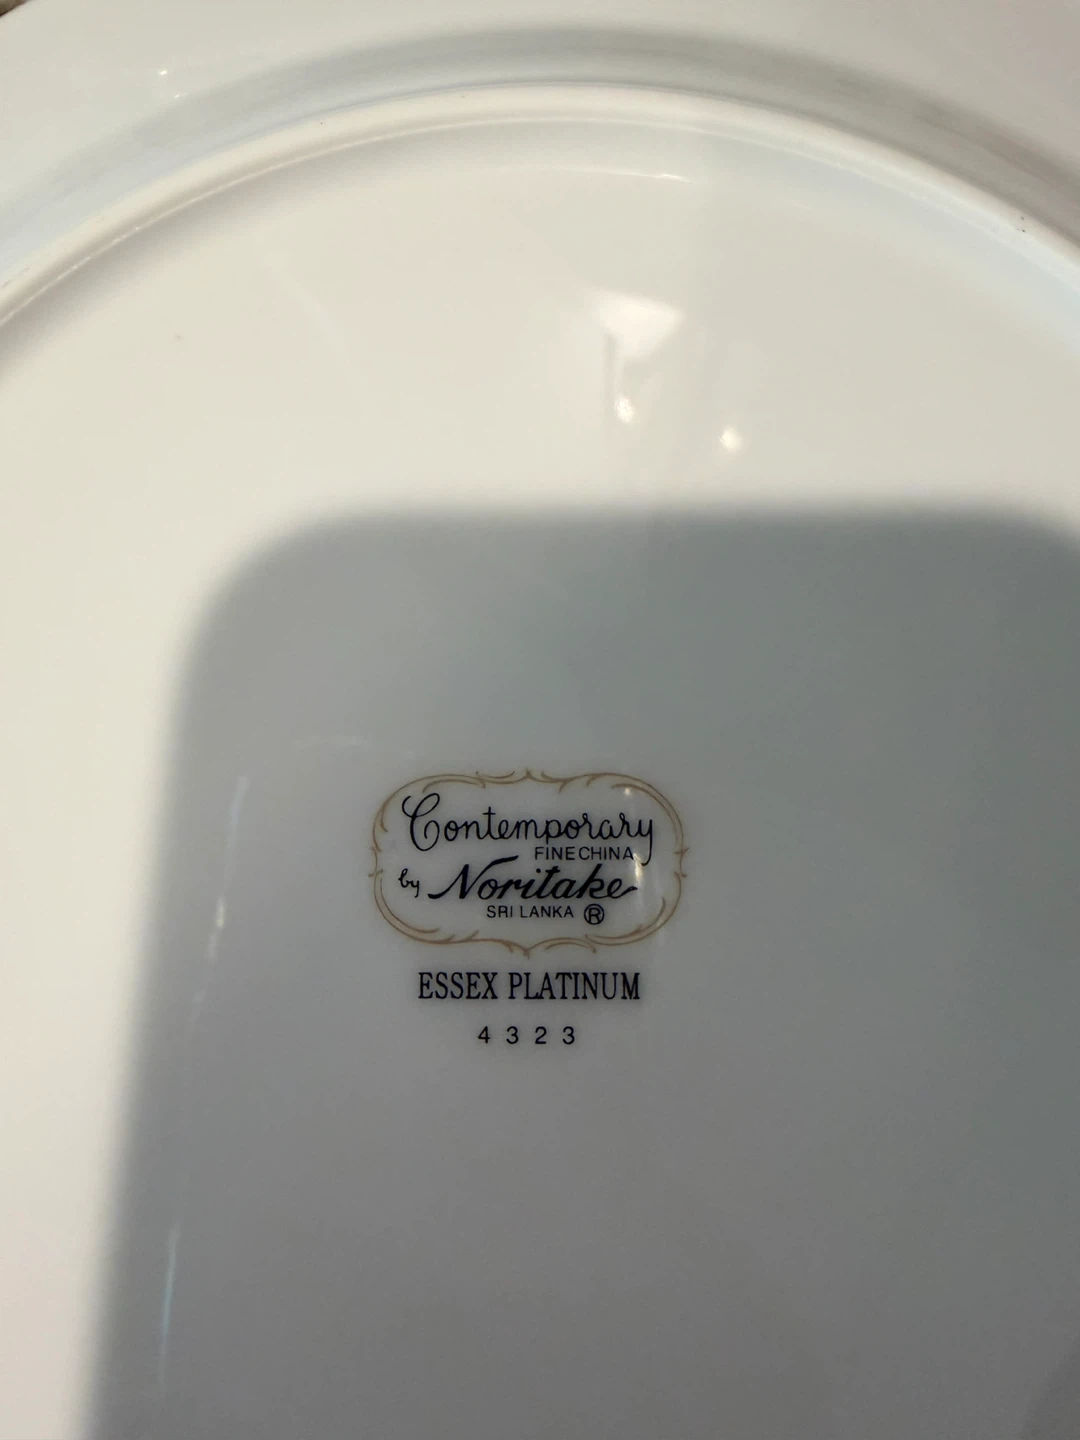 Contemporary
FINE CHINA
by Noritake
SRI LANKA ®
ESSEX PLATINUM
4323